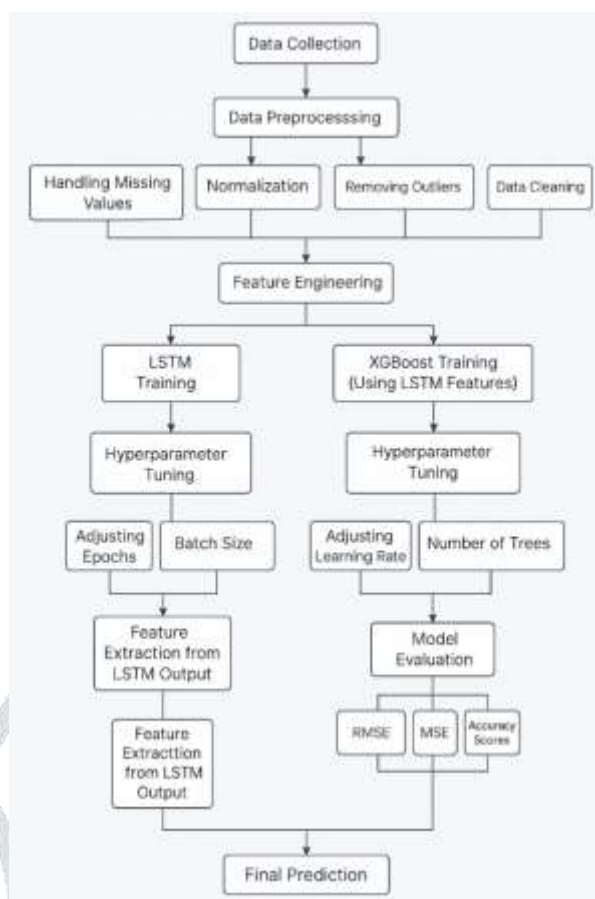 Data Collection
Data Preprocesssing
Handling Missing
Values
Normalization
Removing Outliers
Data Cleaning
Feature Engineering
LSTM
Training
XGBoost Training
(Using LSTM Features)
Hyperparameter
Tuning
Hyperparameter
Tuning
Adjusting
Epochs
Batch Size
Adjusting
Learning Rate
Number of Trees
Feature
Extraction from
LSTM Output
Model
Evaluation
Feature
Extracttion
from LSTM
Output
RMSE
MSE
Accuracy
Scores
Final Prediction